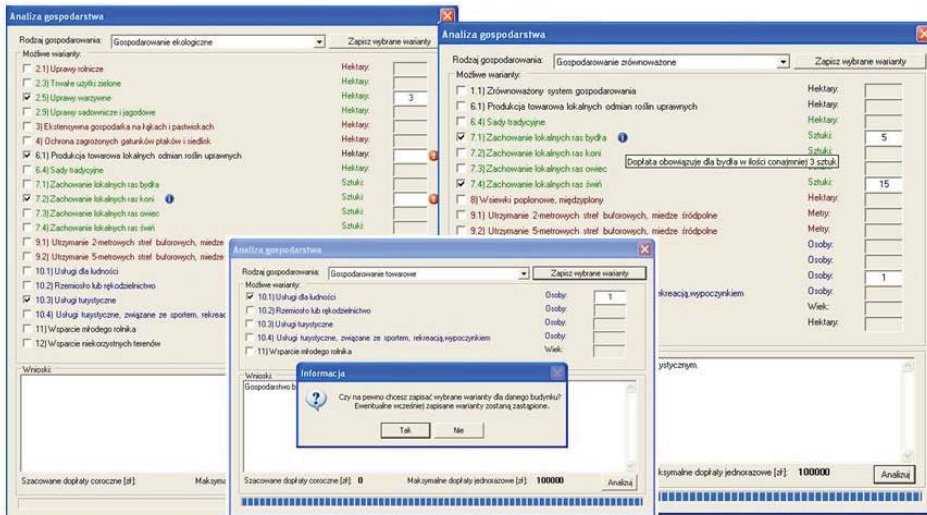 Analiza gospodarstwa
Rodzaj gospodarowania: Gospodarowanie ekologiczne Zapisz wybrane warianty
Możliwe warianty:
2.1) Uprawy rolnicze Hektary:
2.3) Trwałe użytki zielone Hektary:
2.5) Uprawy warzywne Hektary: 3
2.9) Uprawy sadownicze i jagodowe Hektary:
3) Ekstensywna gospodarka na łąkach i pastwiskach Hektary:
4) Ochrona zagrożonych gatunków ptaków i siedlisk Hektary:
6.1) Produkcja towarowa lokalnych odmian roślin uprawnych Hektary:
6.4) Sady tradycyjne Hektary:
7.1) Zachowanie lokalnych ras bydła Sztuki:
7.2) Zachowanie lokalnych ras koni Sztuki:
7.3) Zachowanie lokalnych ras owiec Sztuki:
7.4) Zachowanie lokalnych ras świń Sztuki:
9.1) Utrzymanie 2-metrowych stref buforowych, miedze
9.2) Utrzymanie 5-metrowych stref buforowych, miedze
10.1) Usługi dla ludności
10.2) Rzemiosło lub rękodzielnictwo
10.3) Usługi turystyczne
10.4) Usługi turystyczne, związane ze sportem, rekreac
11) Wsparcie młodego rolnika
12) Wsparcie niekorzystnych terenów
Wnioski:
Szacowane dopłaty coroczne [zł]: Maksyma
Analiza gospodarstwa
Rodzaj gospodarowania: Gospodarowanie zrównoważone Zapisz wybrane warianty
Możliwe warianty:
1.1) Zrównoważony system gospodarowania Hektary:
6.1) Produkcja towarowa lokalnych odmian roślin uprawnych Hektary:
6.4) Sady tradycyjne Hektary:
7.1) Zachowanie lokalnych ras bydła Sztuki: 5
7.2) Zachowanie lokalnych ras koni Sztuki:
Dopłata obowiązuje dla bydła w ilości conajmniej 3 sztuk
7.3) Zachowanie lokalnych ras owiec
7.4) Zachowanie lokalnych ras świń Sztuki: 15
8) Wsiewki poplonowe, międzyplony Hektary:
9.1) Utrzymanie 2-metrowych stref buforowych, miedze śródpolne Metry:
9.2) Utrzymanie 5-metrowych stref buforowych, miedze śródpolne Metry:
Osoby:
Osoby:
Osoby: 1
ekreacją,wypoczynkiem Osoby:
Wiek:
Hektary:
ystycznym.
ksymalne dopłaty jednorazowe [zł]: 100000 Analizuj
Analiza gospodarstwa
Rodzaj gospodarowania: Gospodarowanie towarowe Zapisz wybrane warianty
Możliwe warianty:
10.1) Usługi dla ludności Osoby: 1
10.2) Rzemiosło lub rękodzielnictwo Osoby:
10.3) Usługi turystyczne Osoby:
10.4) Usługi turystyczne, związane ze sportem, rekreacją,wypoczynkiem Osoby:
11) Wsparcie młodego rolnika Wiek:
Wnioski:
Gospodarstwo b
Informacja
Czy na pewno chcesz zapisać wybrane warianty dla danego budynku?
Ewentualne wcześniej zapisane warianty zostaną zastąpione.
Tak Nie
Szacowane dopłaty coroczne [zł]: 0 Maksymalne dopłaty jednorazowe [zł]: 100000 Analizuj